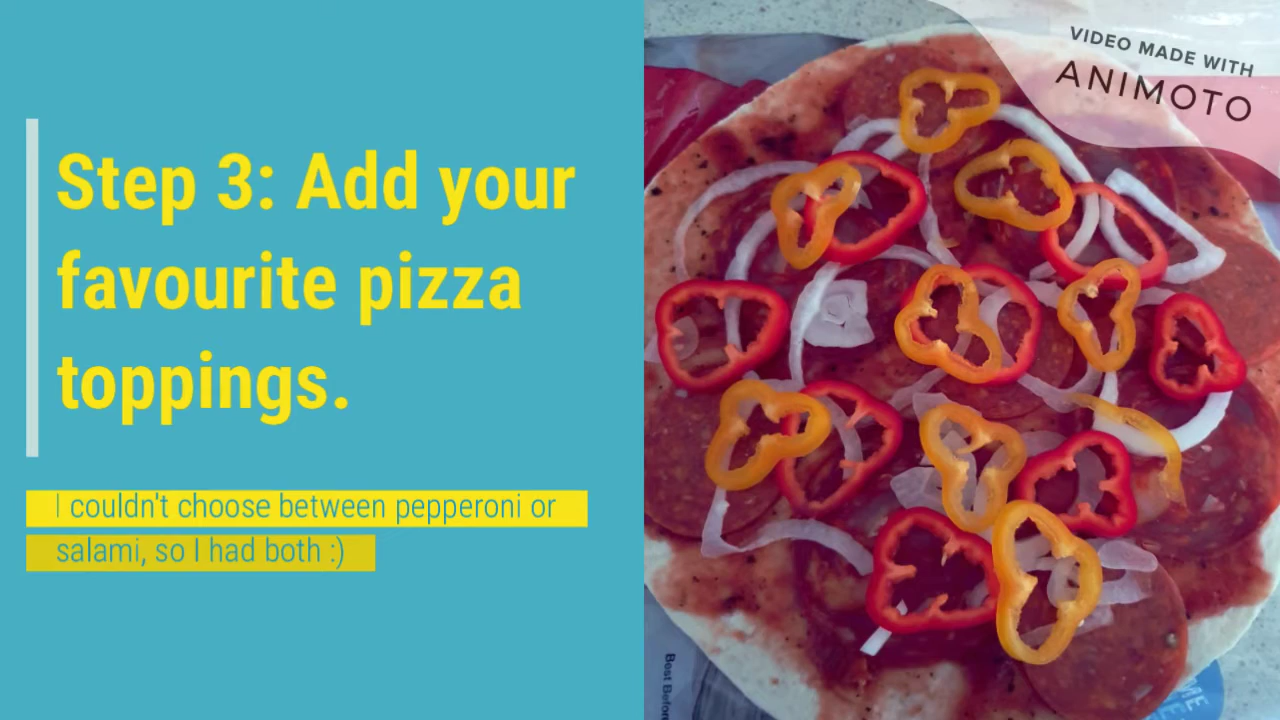 Step 3: Add your
favourite pizza
toppings.
I couldn't choose between pepperoni or
salami, so I had both :)
VIDEO MADE WITH
ANIMOTO
Best Before